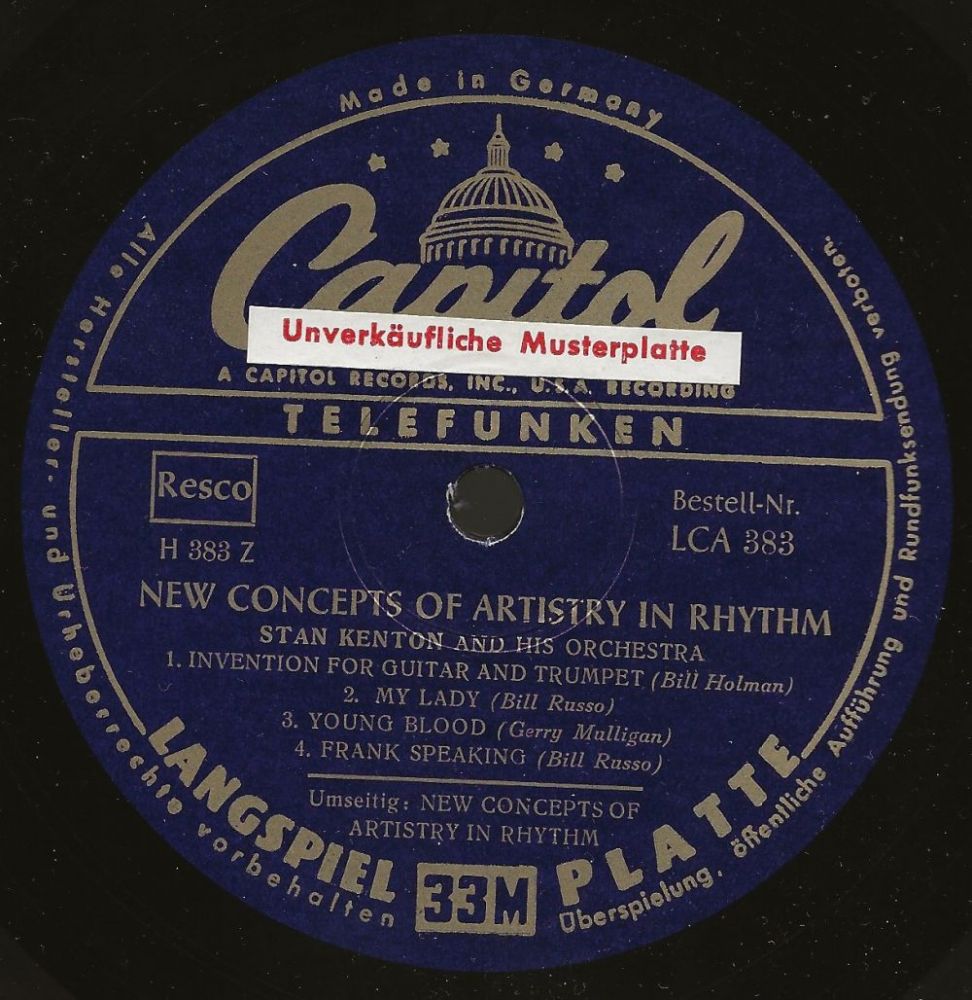 Made in Germany
Capitol
Unverkäufliche Musterplatte
A CAPITOL RECORDS, INC., U.S.A. RECORDING
TELEFUNKEN
Resco
H 383 Z
Bestell-Nr.
LCA 383
NEW CONCEPTS OF ARTISTRY IN RHYTHM
STAN KENTON AND HIS ORCHESTRA
1. INVENTION FOR GUITAR AND TRUMPET (Bill Holman)
2. MY LADY (Bill Russo)
3. YOUNG BLOOD (Gerry Mulligan)
4. FRANK SPEAKING (Bill Russo)
Umseitig: NEW CONCEPTS OF
ARTISTRY IN RHYTHM
LANGSPIEL 33M PLATTE
Alle Hersteller- und Urheberrechte vorbehalten
Überspielung, öffentliche Aufführung und Rundfunksendung verboten.